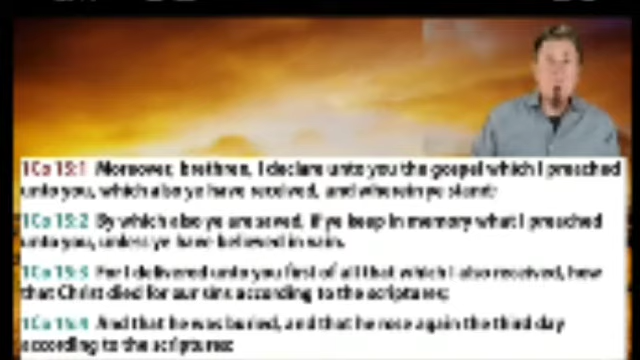 1Co 15:1 Moreover, brethren, I declare unto you the gospel which I preached
unto you, which also ye have received, and wherein ye stand;
1Co 15:2 By which also ye are saved, if ye keep in memory what I preached
unto you, unless ye have believed in vain.
1Co 15:3 For I delivered unto you first of all that which I also received, how
that Christ died for our sins according to the scriptures;
1Co 15:4 And that he was buried, and that he rose again the third day
according to the scriptures: